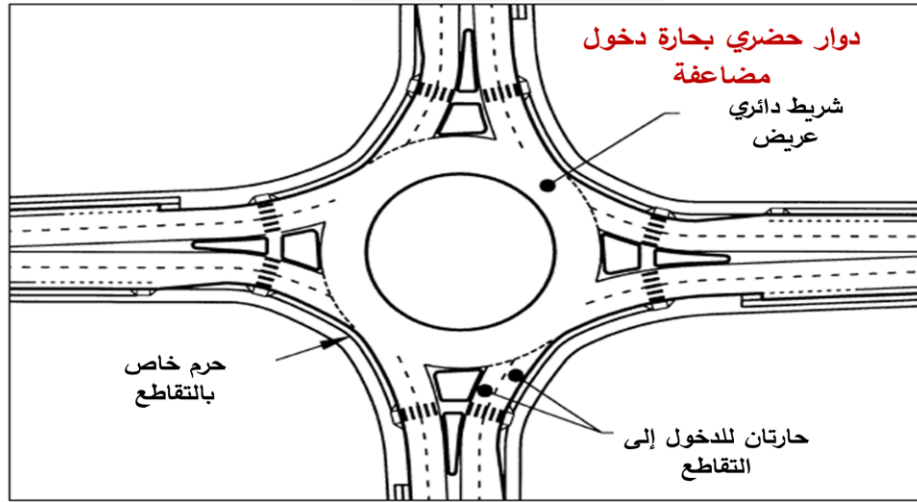 دوار حضري بحارة دخول
مضاعفة
شريط دائري
عريض
حرم خاص
بالتقاطع
حارتان للدخول إلى
التقاطع